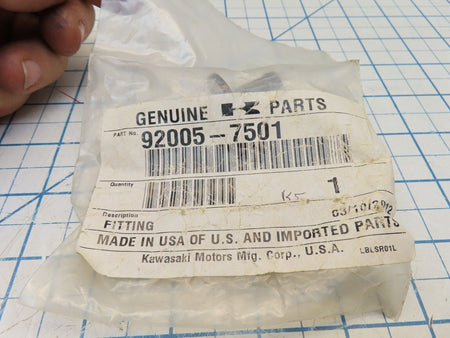 GENUINE K PARTS
PART No. 92005-7501
Quantity 1
Description
FITTING
MADE IN USA OF U.S. AND IMPORTED PARTS
Kawasaki Motors Mfg. Corp., U.S.A. LBLSR01L